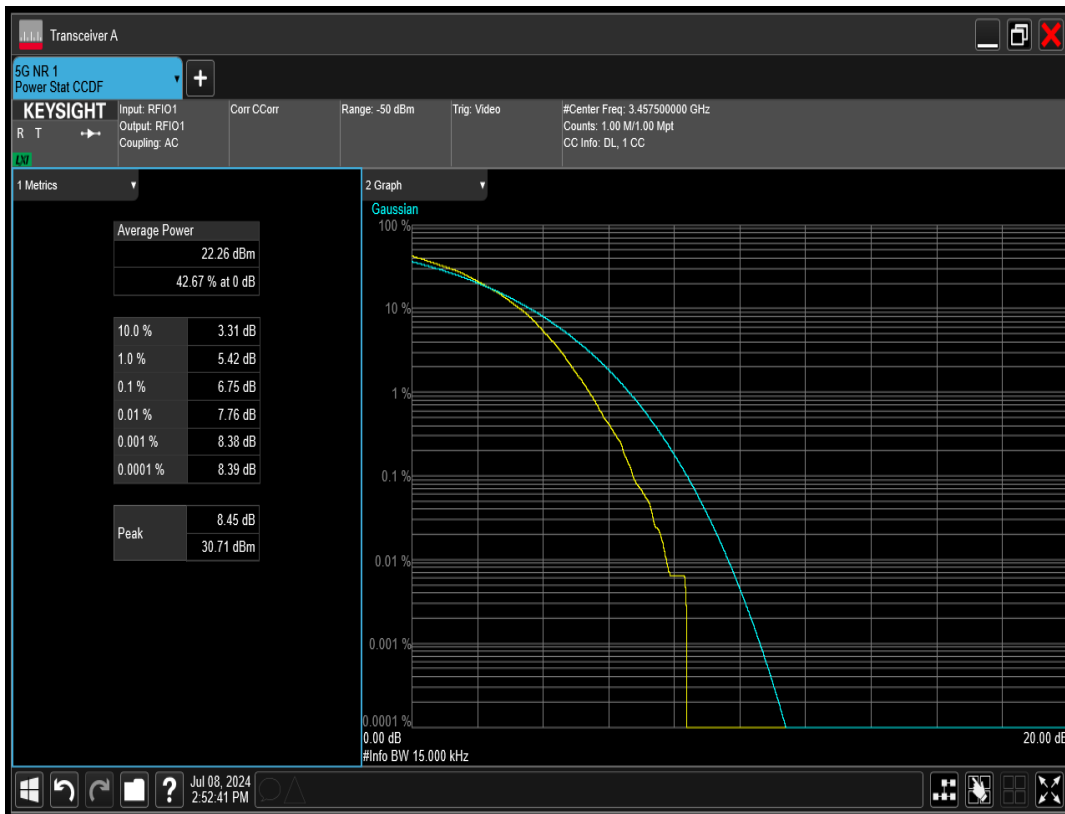 Transceiver A
5G NR 1
Power Stat CCDF
+
KEYSIGHT
R T
LXI
Input: RFIO1
Output: RFIO1
Coupling: AC
Corr CCorr
Range: -50 dBm
Trig: Video
#Center Freq: 3.457500000 GHz
Counts: 1.00 M/1.00 Mpt
CC Info: DL, 1 CC
1 Metrics
Average Power
22.26 dBm
42.67 % at 0 dB
10.0 % 3.31 dB
1.0 % 5.42 dB
0.1 % 6.75 dB
0.01 % 7.76 dB
0.001 % 8.38 dB
0.0001 % 8.39 dB
Peak
8.45 dB
30.71 dBm
2 Graph
Gaussian
100 %
10 %
1 %
0.1 %
0.01 %
0.001 %
0.0001 %
0.00 dB 20.00 dB
#Info BW 15.000 kHz
?
Jul 08, 2024
2:52:41 PM